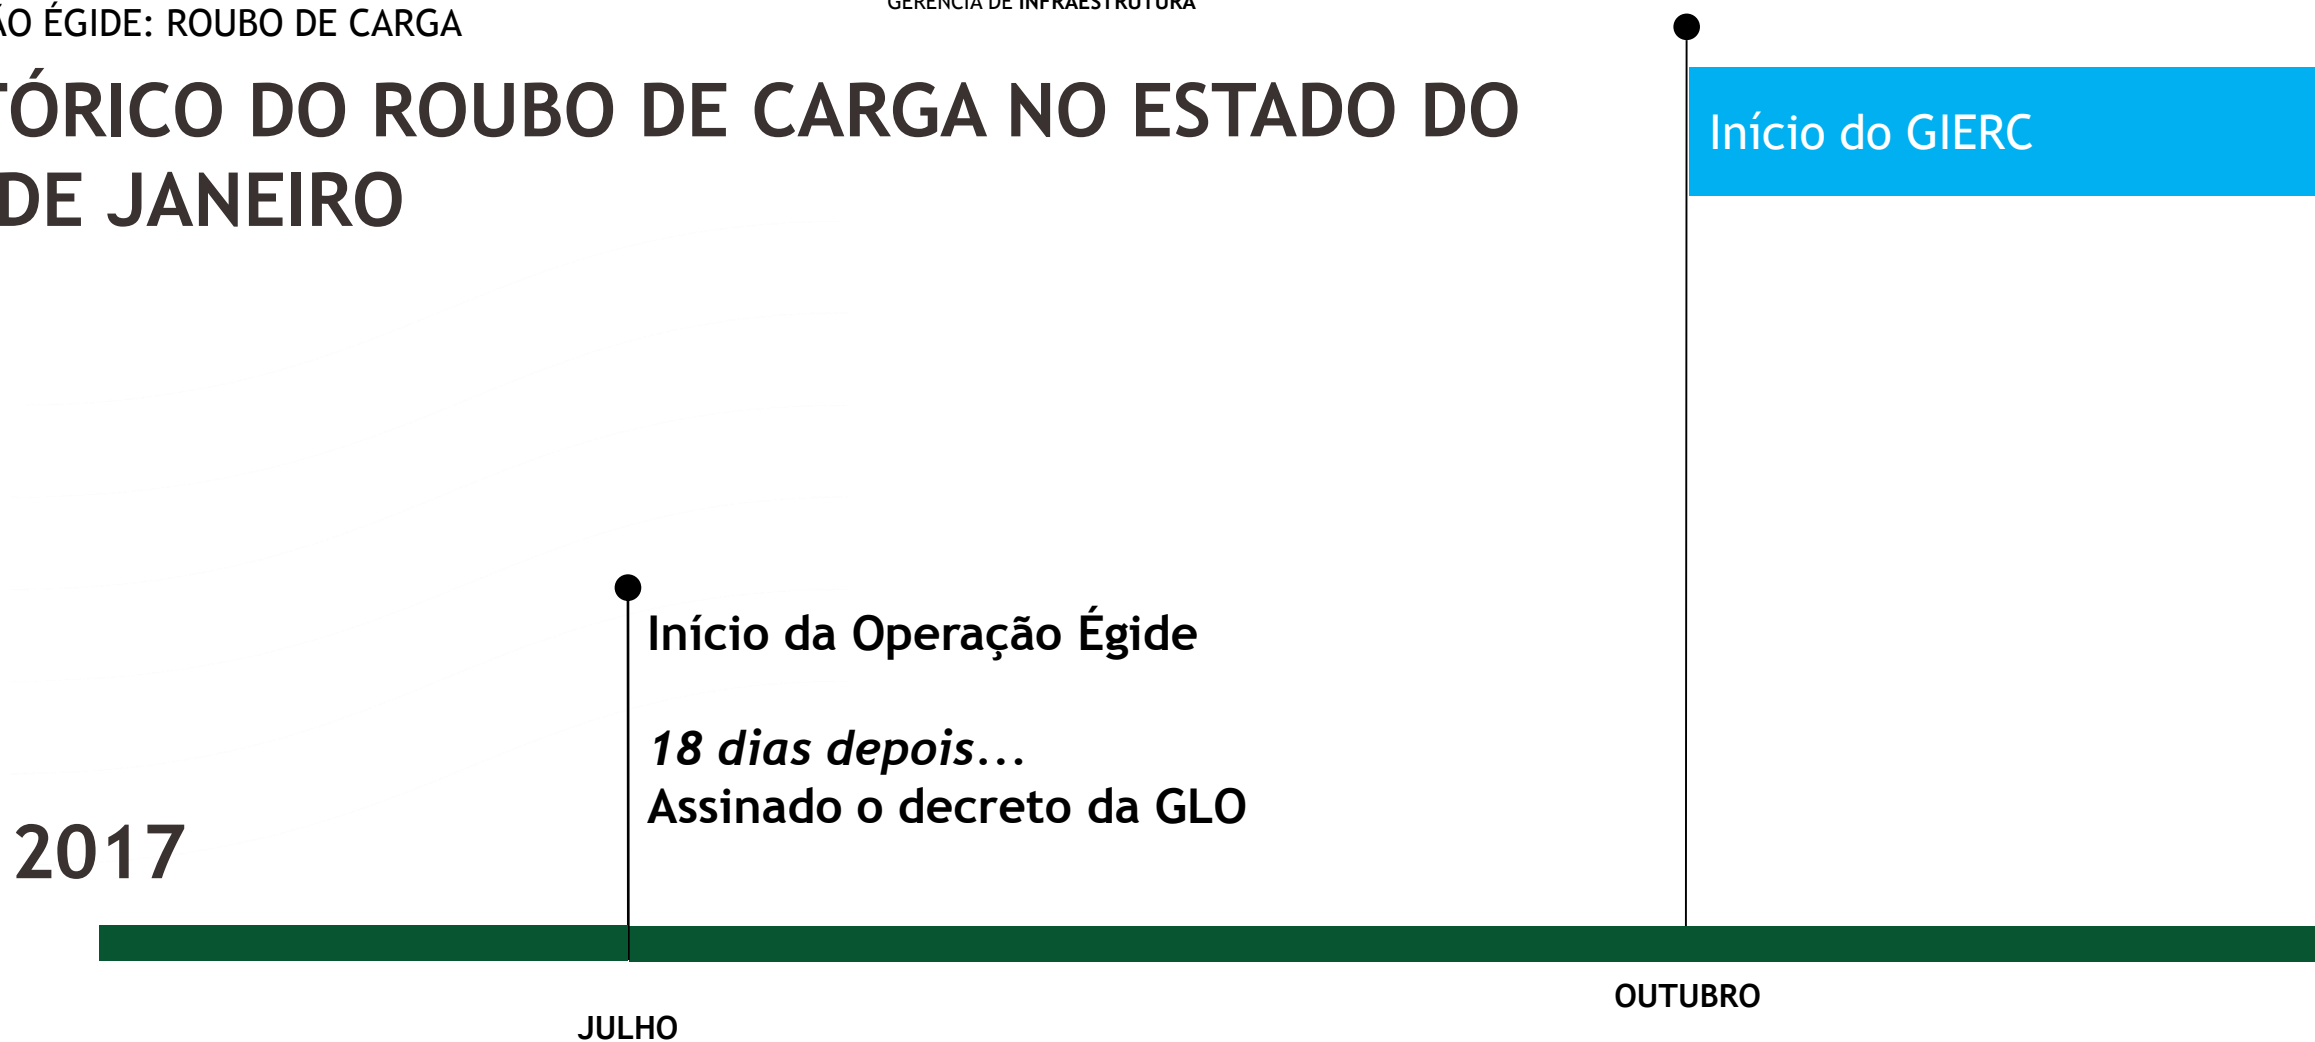 ÃO ÉGIDE: ROUBO DE CARGA
GERÊNCIA DE INFRAESTRUTURA
TÓRICO DO ROUBO DE CARGA NO ESTADO DO
DE JANEIRO
Início do GIERC
Início da Operação Égide
18 dias depois...
Assinado o decreto da GLO
2017
OUTUBRO
JULHO